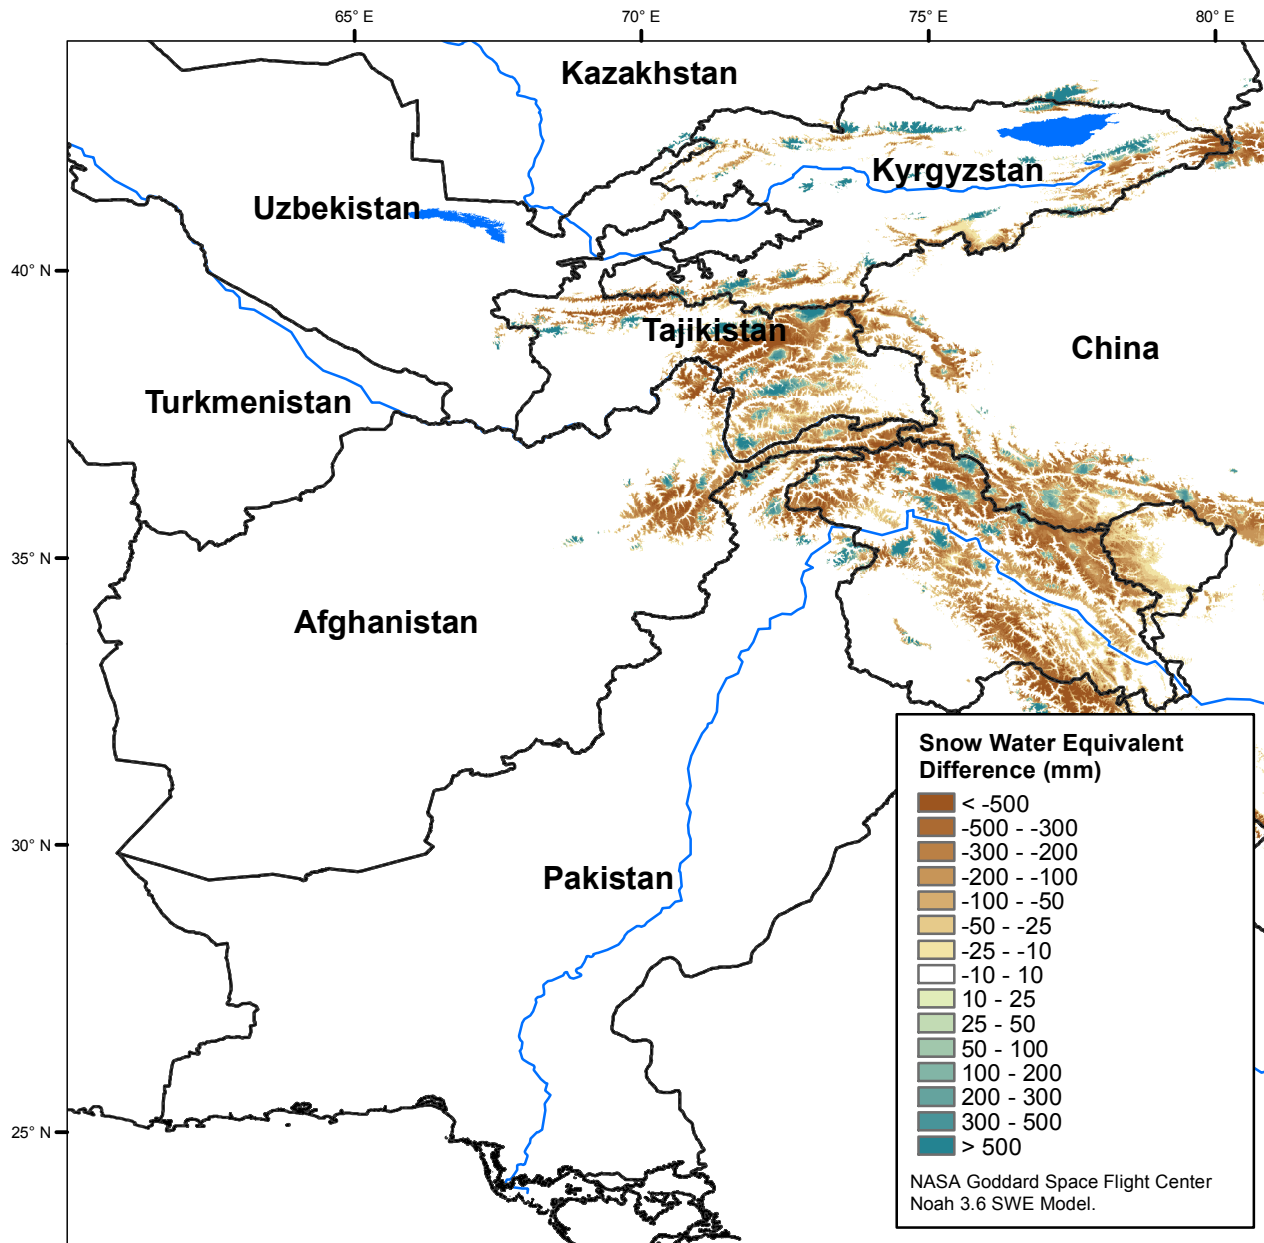 65° E
70° E
75° E
80° E
Kazakhstan
Kyrgyzstan
Uzbekistan
40° N
Tajikistan
China
Turkmenistan
35° N
Afghanistan
Snow Water Equivalent
Difference (mm)
< -500
-500 - -300
-300 - -200
-200 - -100
-100 - -50
-50 - -25
-25 - -10
-10 - 10
10 - 25
25 - 50
50 - 100
100 - 200
200 - 300
300 - 500
> 500
30° N
Pakistan
25° N
NASA Goddard Space Flight Center
Noah 3.6 SWE Model.